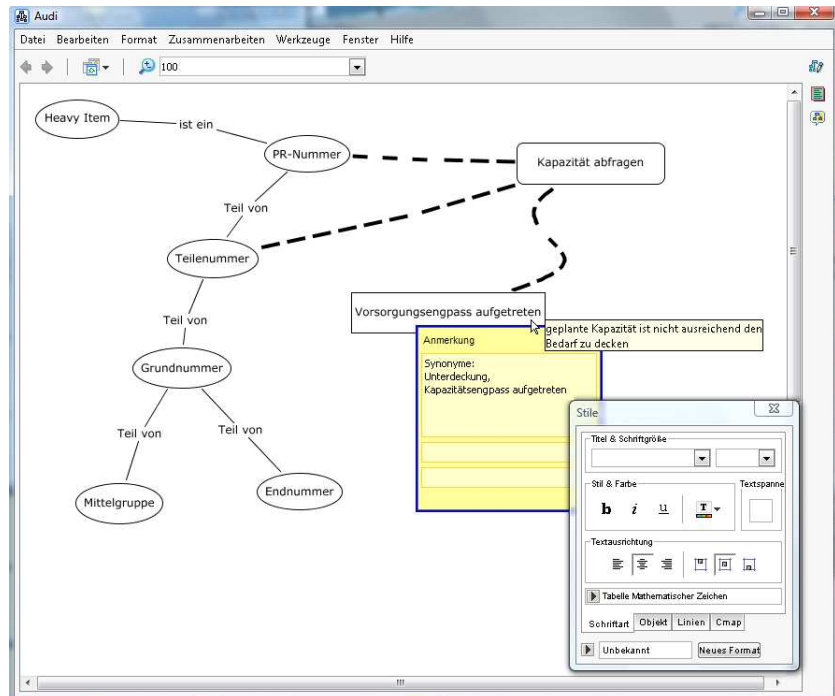 Audi
Datei Bearbeiten Format Zusammenarbeiten Werkzeuge Fenster Hilfe
100
Heavy Item
ist ein
PR-Nummer
Kapazität abfragen
Teil von
Teilenummer
Vorsorgungsengpass aufgetreten
geplante Kapazität ist nicht ausreichend den
Bedarf zu decken
Teil von
Anmerkung
Synonyme:
Unterdeckung,
Kapazitätsengpass aufgetreten
Grundnummer
Teil von
Teil von
Mittelgruppe
Endnummer
Stile
Titel & Schriftgröße
Stil & Farbe
Textspanne
b i u T
Textausrichtung
Tabelle Mathematischer Zeichen
Schriftart Objekt Linien Cmap
Unbekannt Neues Format